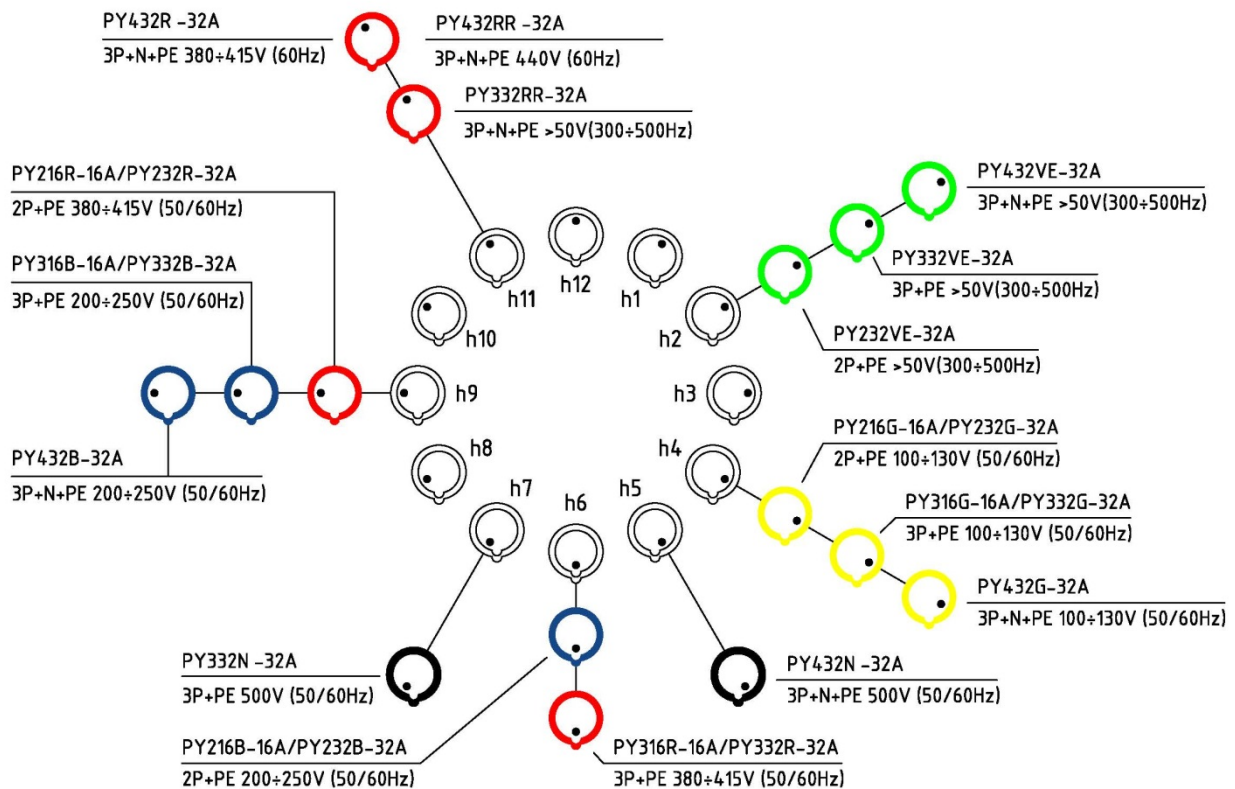 PY432R -32A
3P+N+PE 380÷415V (60Hz)
PY432RR-32A
3P+N+PE 440V (60Hz)
PY332RR-32A
3P+N+PE >50V(300÷500Hz)
PY216R-16A/PY232R-32A
2P+PE 380÷415V (50/60Hz)
PY316B-16A/PY332B-32A
3P+PE 200÷250V (50/60Hz)
PY432VE-32A
3P+N+PE >50V(300÷500Hz)
PY332VE-32A
3P+PE >50V(300÷500Hz)
PY232VE-32A
2P+PE >50V(300÷500Hz)
h11
h12
h1
h10
h2
h9
h3
h8
h4
h7
h6
h5
PY432B-32A
3P+N+PE 200÷250V (50/60Hz)
PY216G-16A/PY232G-32A
2P+PE 100÷130V (50/60Hz)
PY316G-16A/PY332G-32A
3P+PE 100÷130V (50/60Hz)
PY432G-32A
3P+N+PE 100÷130V (50/60Hz)
PY332N -32A
3P+PE 500V (50/60Hz)
PY432N -32A
3P+N+PE 500V (50/60Hz)
PY216B-16A/PY232B-32A
2P+PE 200÷250V (50/60Hz)
PY316R-16A/PY332R-32A
3P+PE 380÷415V (50/60Hz)